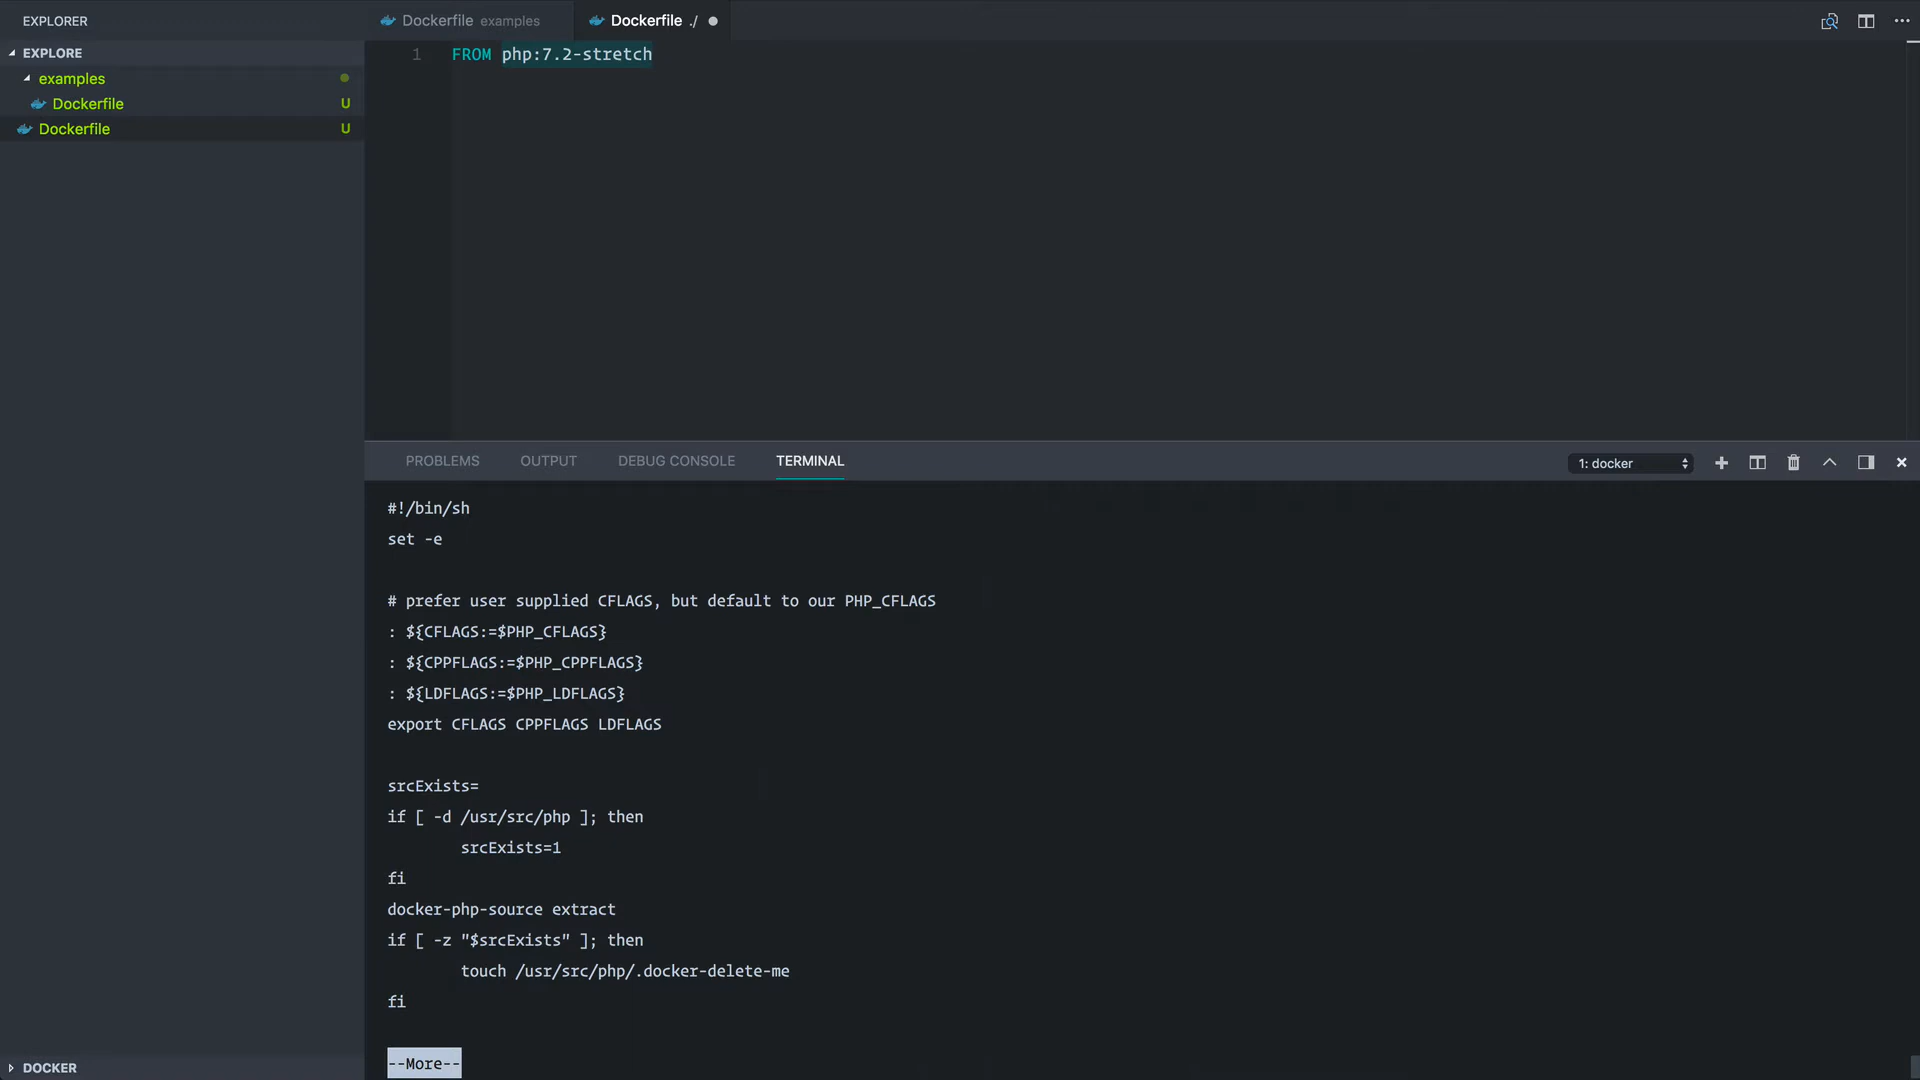 EXPLORER
EXPLORE
examples
Dockerfile U
Dockerfile U
DOCKER
Dockerfile examples
Dockerfile ./
1 FROM php:7.2-stretch
PROBLEMS OUTPUT DEBUG CONSOLE TERMINAL
1: docker
#!/bin/sh
set -e
# prefer user supplied CFLAGS, but default to our PHP_CFLAGS
: ${CFLAGS:=$PHP_CFLAGS}
: ${CPPFLAGS:=$PHP_CPPFLAGS}
: ${LDFLAGS:=$PHP_LDFLAGS}
export CFLAGS CPPFLAGS LDFLAGS
srcExists=
if [ -d /usr/src/php ]; then
srcExists=1
fi
docker-php-source extract
if [ -z "$srcExists" ]; then
touch /usr/src/php/.docker-delete-me
fi
--More--